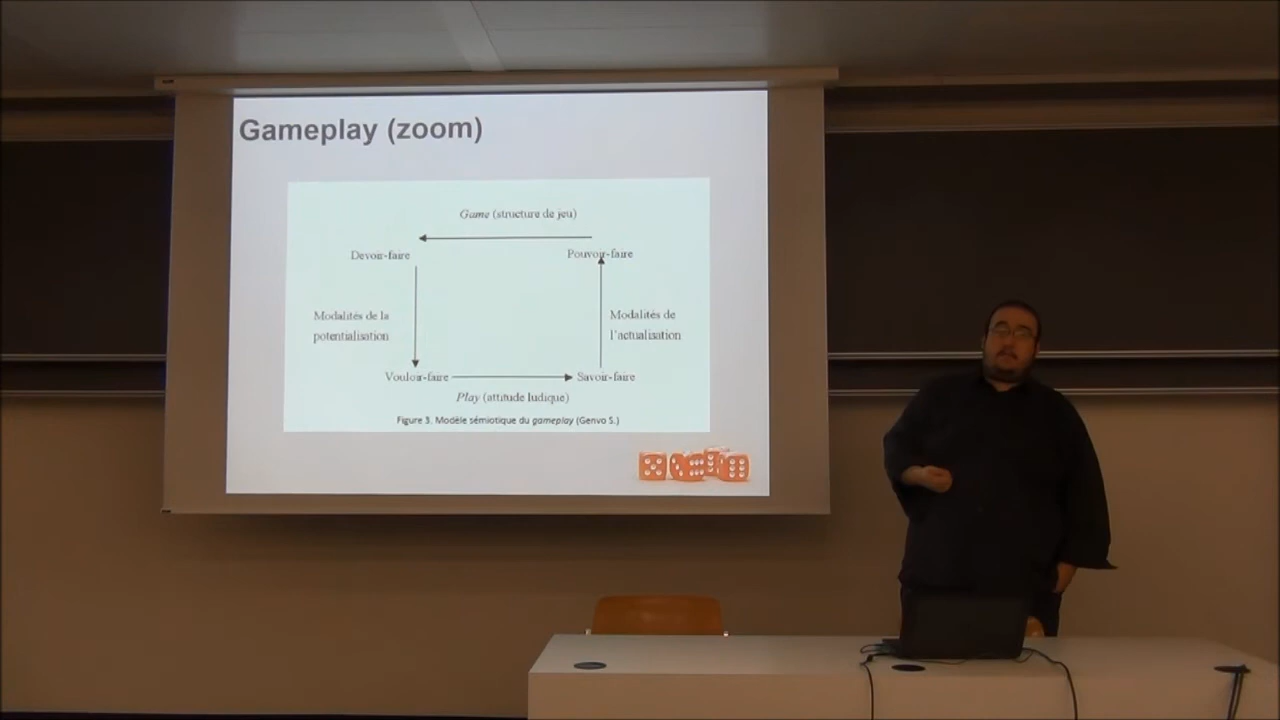 Gameplay (zoom)
Game (structure de jeu)
Devoir-faire
Pouvoir-faire
Modalités de la
potentialisation
Modalités de
l'actualisation
Vouloir-faire
Savoir-faire
Play (attitude ludique)
Figure 3. Modèle sémiotique du gameplay (Genvo S.)